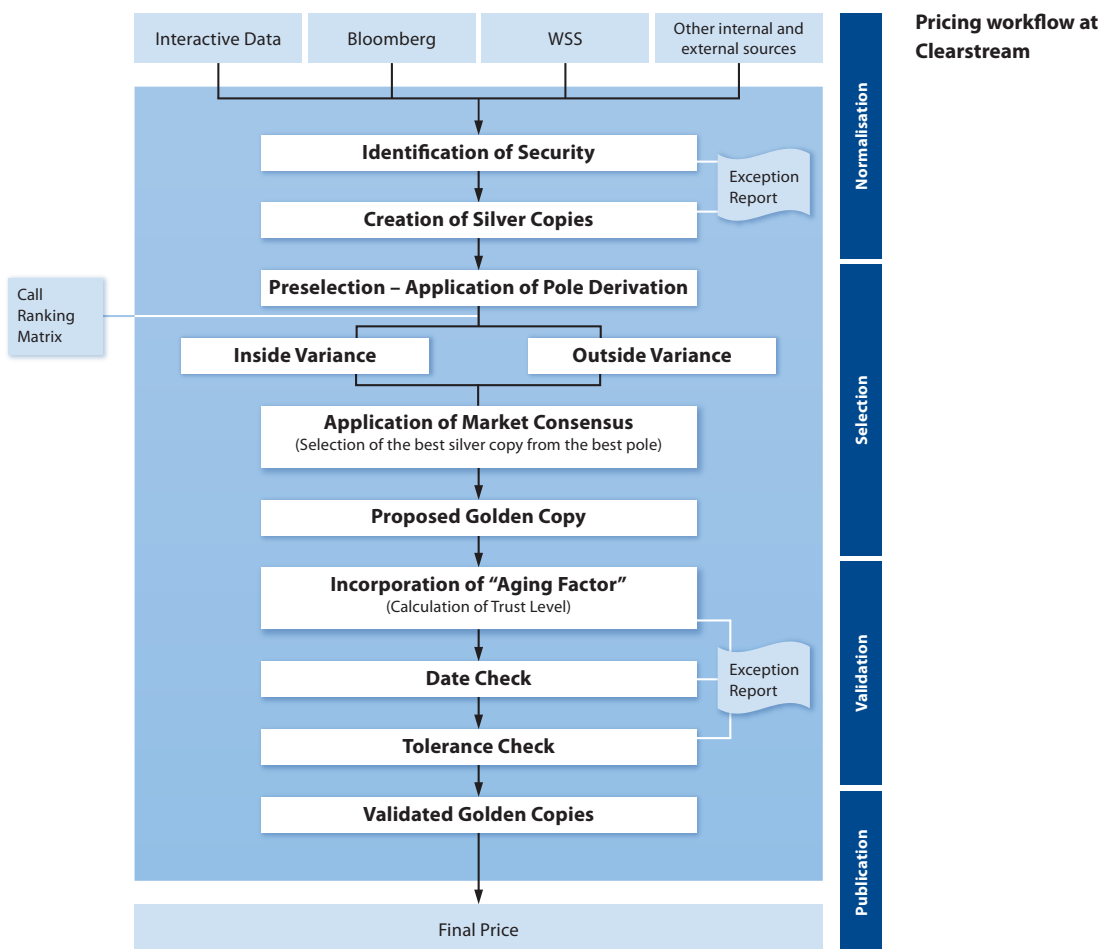 Pricing workflow at
Clearstream
Interactive Data
Bloomberg
WSS
Other internal and
external sources
Normalisation
Identification of Security
Exception
Report
Creation of Silver Copies
Selection
Preselection – Application of Pole Derivation
Call
Ranking
Matrix
Inside Variance
Outside Variance
Application of Market Consensus
(Selection of the best silver copy from the best pole)
Proposed Golden Copy
Validation
Incorporation of “Aging Factor”
(Calculation of Trust Level)
Date Check
Exception
Report
Tolerance Check
Publication
Validated Golden Copies
Final Price